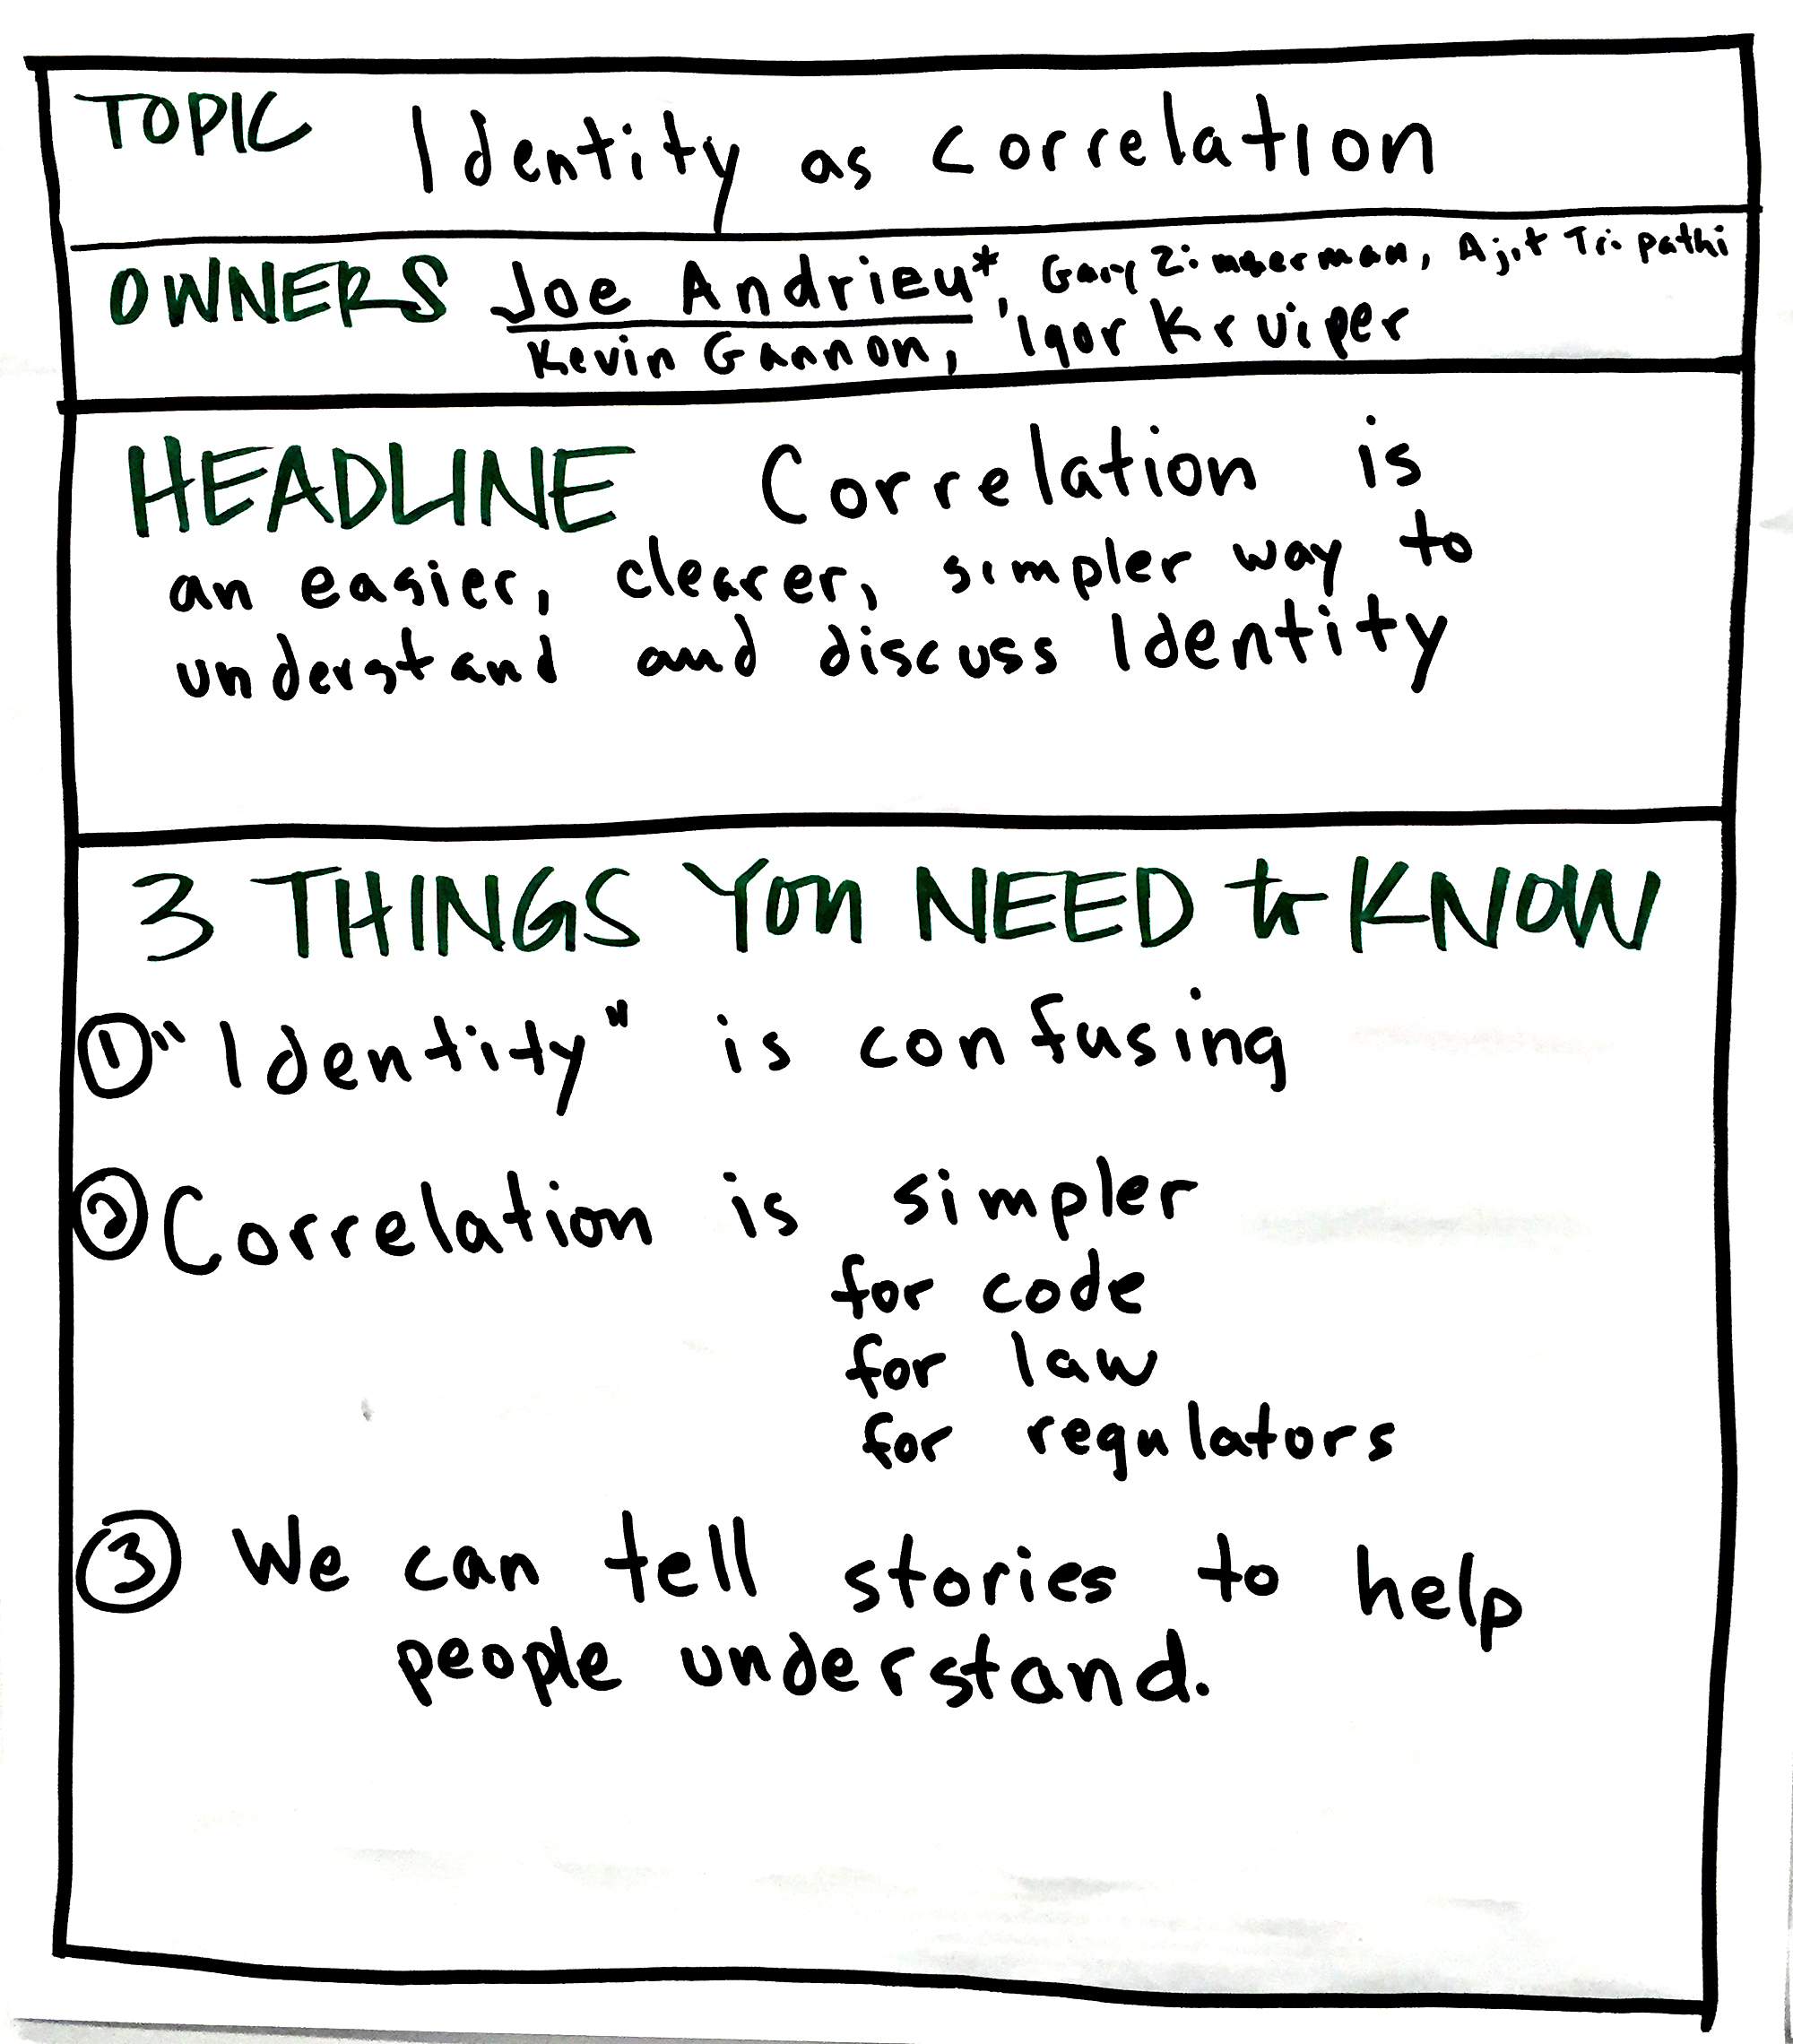 TOPIC Identity as correlation
OWNERS Joe Andrieu*, Gary Zimmerman, Ajit Tripathi
Kevin Gannon, Igor Kruiper
HEADLINE Correlation is
an easier, clearer, simpler way to
understand and discuss Identity
3 THINGS YOU NEED to KNOW
① "Identity" is confusing
② Correlation is simpler
for code
for law
for regulators
③ We can tell stories to help
people understand.